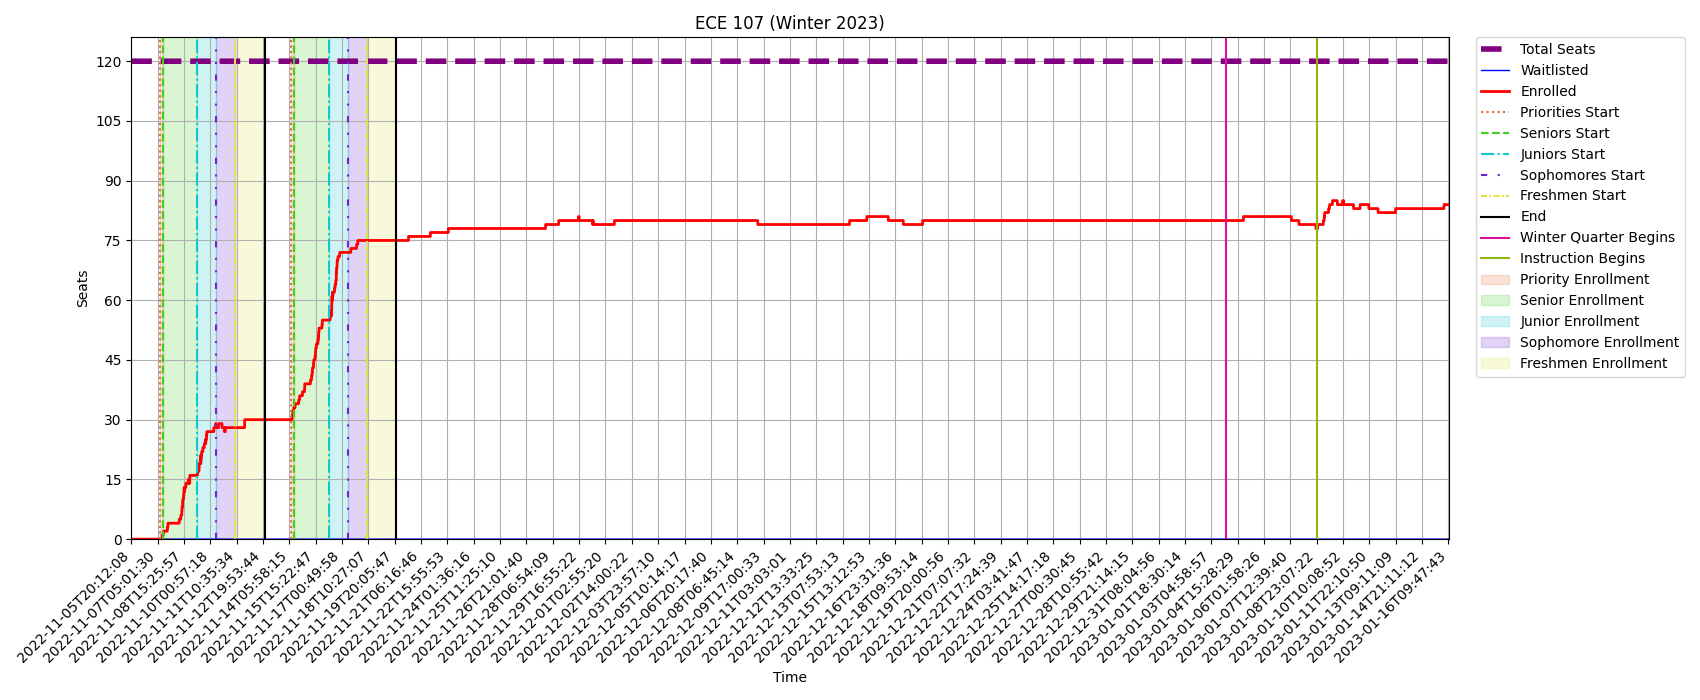 ECE 107 (Winter 2023)
120
105
90
75
60
45
30
15
0
Seats
2022-11-05T20:12:08
2022-11-07T05:01:30
2022-11-08T15:25:57
2022-11-10T00:57:18
2022-11-11T10:35:34
2022-11-12T19:53:44
2022-11-14T05:58:15
2022-11-15T15:22:47
2022-11-17T00:49:58
2022-11-18T10:27:07
2022-11-19T20:05:47
2022-11-21T06:16:46
2022-11-22T15:55:53
2022-11-24T01:36:16
2022-11-25T11:25:10
2022-11-26T21:01:40
2022-11-28T06:54:09
2022-11-29T16:55:22
2022-12-01T02:55:20
2022-12-02T14:00:22
2022-12-03T23:57:10
2022-12-05T10:14:17
2022-12-06T20:17:40
2022-12-08T06:45:14
2022-12-09T17:00:33
2022-12-11T03:03:01
2022-12-12T13:33:25
2022-12-13T07:53:13
2022-12-15T13:12:53
2022-12-16T23:31:36
2022-12-18T09:53:14
2022-12-19T20:00:56
2022-12-21T07:07:32
2022-12-22T17:24:39
2022-12-24T03:41:47
2022-12-25T14:17:18
2022-12-27T00:30:45
2022-12-28T10:55:42
2022-12-29T21:14:15
2022-12-31T08:04:56
2023-01-01T18:30:14
2023-01-03T04:58:57
2023-01-04T15:28:29
2023-01-06T01:58:26
2023-01-07T12:39:40
2023-01-08T23:07:22
2023-01-10T10:08:52
2023-01-11T22:10:50
2023-01-13T09:11:09
2023-01-14T21:11:12
2023-01-16T09:47:43
Time
Total Seats
Waitlisted
Enrolled
Priorities Start
Seniors Start
Juniors Start
Sophomores Start
Freshmen Start
End
Winter Quarter Begins
Instruction Begins
Priority Enrollment
Senior Enrollment
Junior Enrollment
Sophomore Enrollment
Freshmen Enrollment